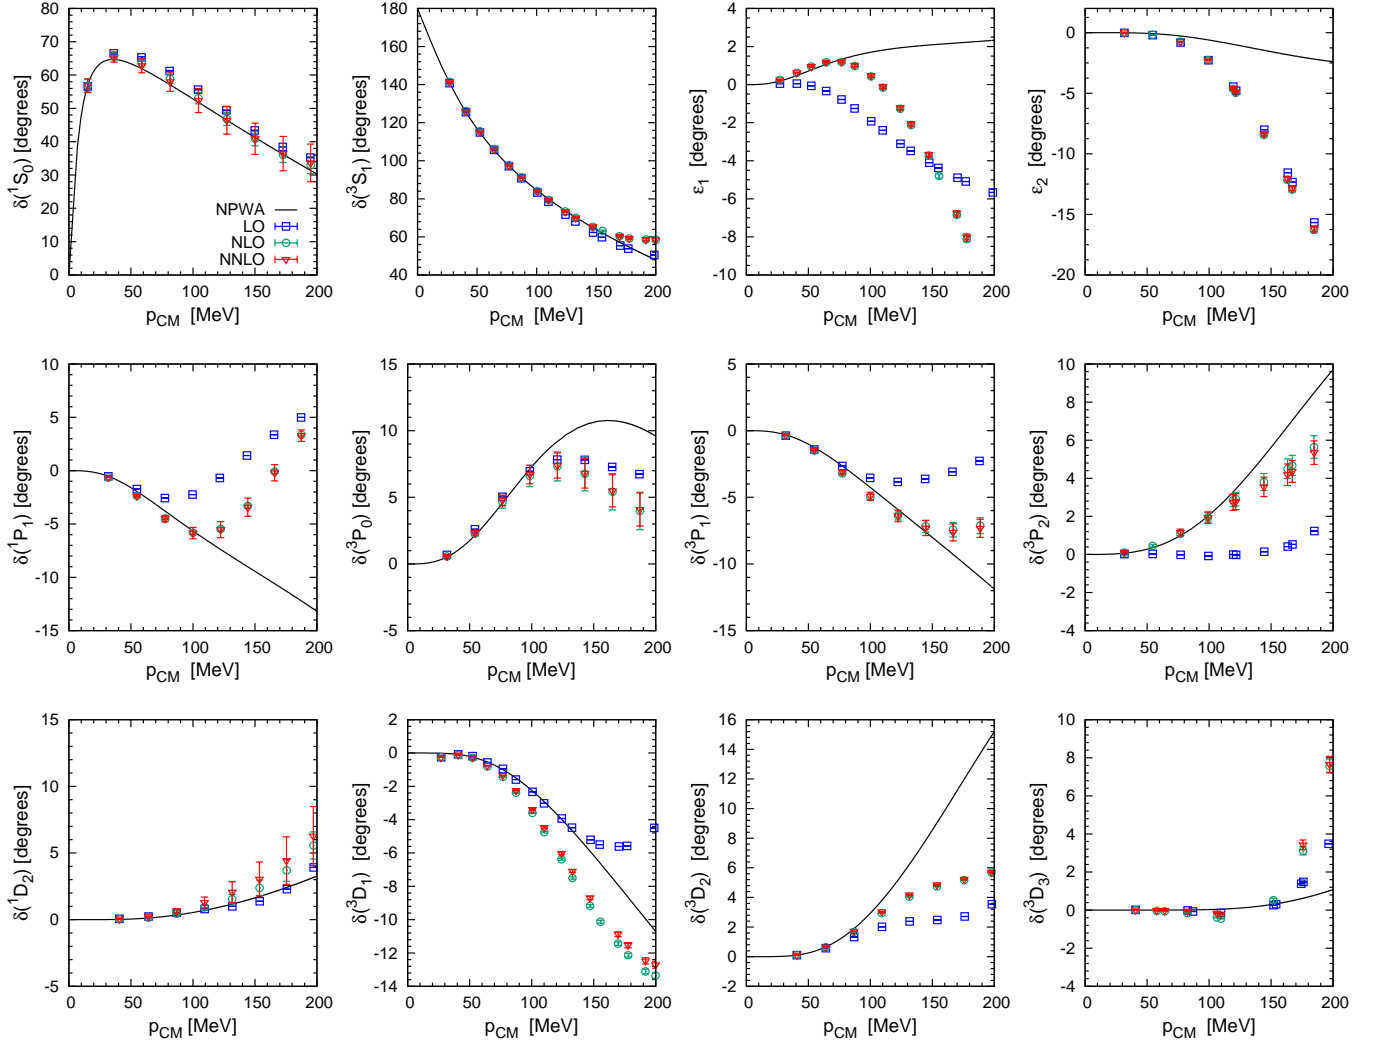 δ(¹S₀) [degrees]
80
70
60
50
40
30
20
10
0
NPWA
LO
NLO
NNLO
0 50 100 150 200
p_CM [MeV]
δ(³S₁) [degrees]
180
160
140
120
100
80
60
40
0 50 100 150 200
p_CM [MeV]
ε₁ [degrees]
4
2
0
-2
-4
-6
-8
-10
0 50 100 150 200
p_CM [MeV]
ε₂ [degrees]
2
0
-5
-10
-15
-20
0 50 100 150 200
p_CM [MeV]
δ(¹P₁) [degrees]
10
5
0
-5
-10
-15
0 50 100 150 200
p_CM [MeV]
δ(³P₀) [degrees]
15
10
5
0
-5
0 50 100 150 200
p_CM [MeV]
δ(³P₁) [degrees]
5
0
-5
-10
-15
0 50 100 150 200
p_CM [MeV]
δ(³P₂) [degrees]
10
8
6
4
2
0
-2
-4
0 50 100 150 200
p_CM [MeV]
δ(¹D₂) [degrees]
15
10
5
0
-5
0 50 100 150 200
p_CM [MeV]
δ(³D₁) [degrees]
2
0
-2
-4
-6
-8
-10
-12
-14
0 50 100 150 200
p_CM [MeV]
δ(³D₂) [degrees]
16
14
12
10
8
6
4
2
0
-2
0 50 100 150 200
p_CM [MeV]
δ(³D₃) [degrees]
10
8
6
4
2
0
-2
-4
0 50 100 150 200
p_CM [MeV]